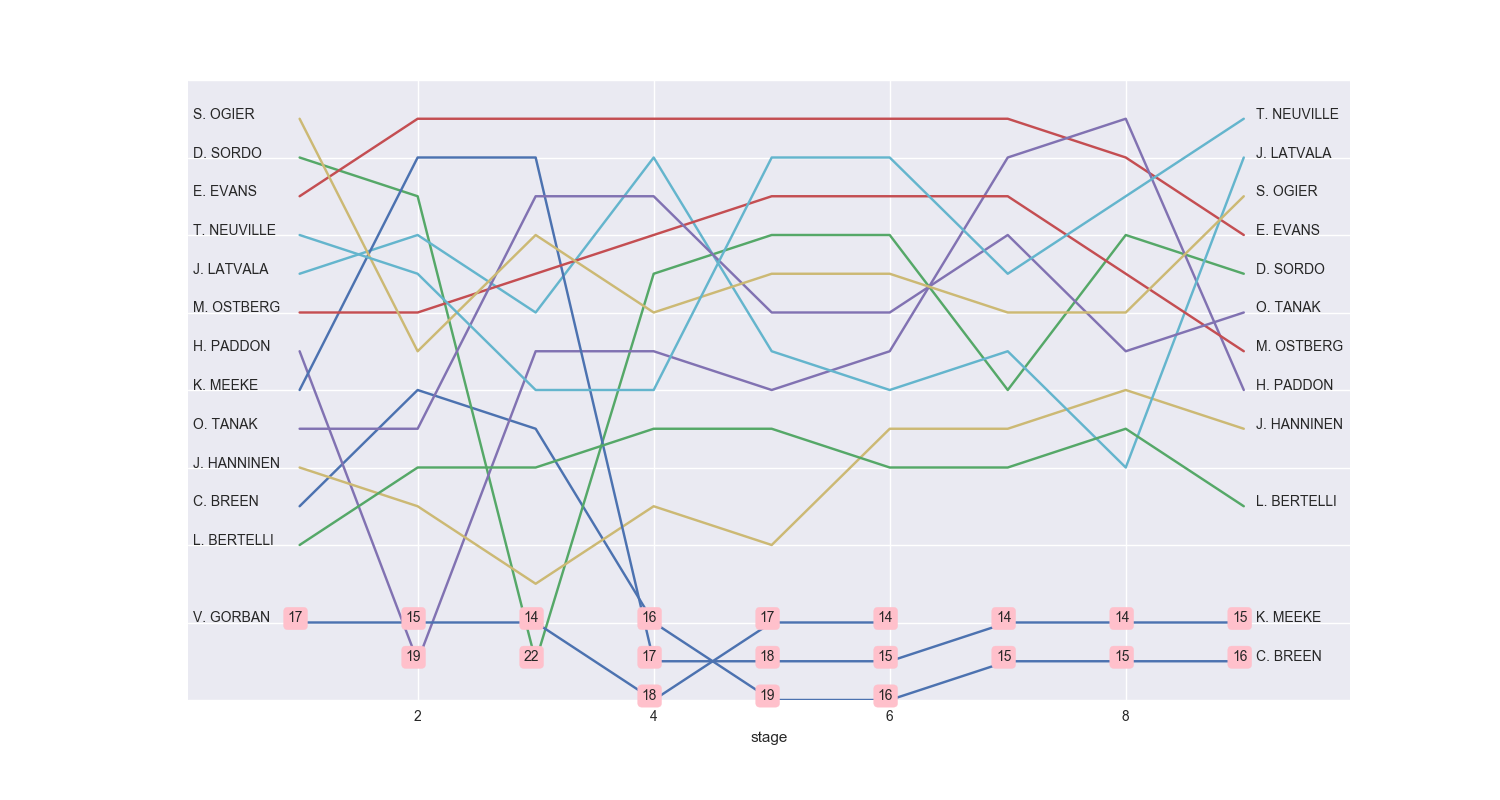 S. OGIER T. NEUVILLE
D. SORDO J. LATVALA
E. EVANS S. OGIER
T. NEUVILLE E. EVANS
J. LATVALA D. SORDO
M. OSTBERG O. TANAK
H. PADDON M. OSTBERG
K. MEEKE H. PADDON
O. TANAK J. HANNINEN
J. HANNINEN
C. BREEN L. BERTELLI
L. BERTELLI
V. GORBAN 17 15 14 16 17 14 14 14 15 K. MEEKE
19 22 17 18 15 15 15 16 C. BREEN
18 19 16
2 4 6 8
stage